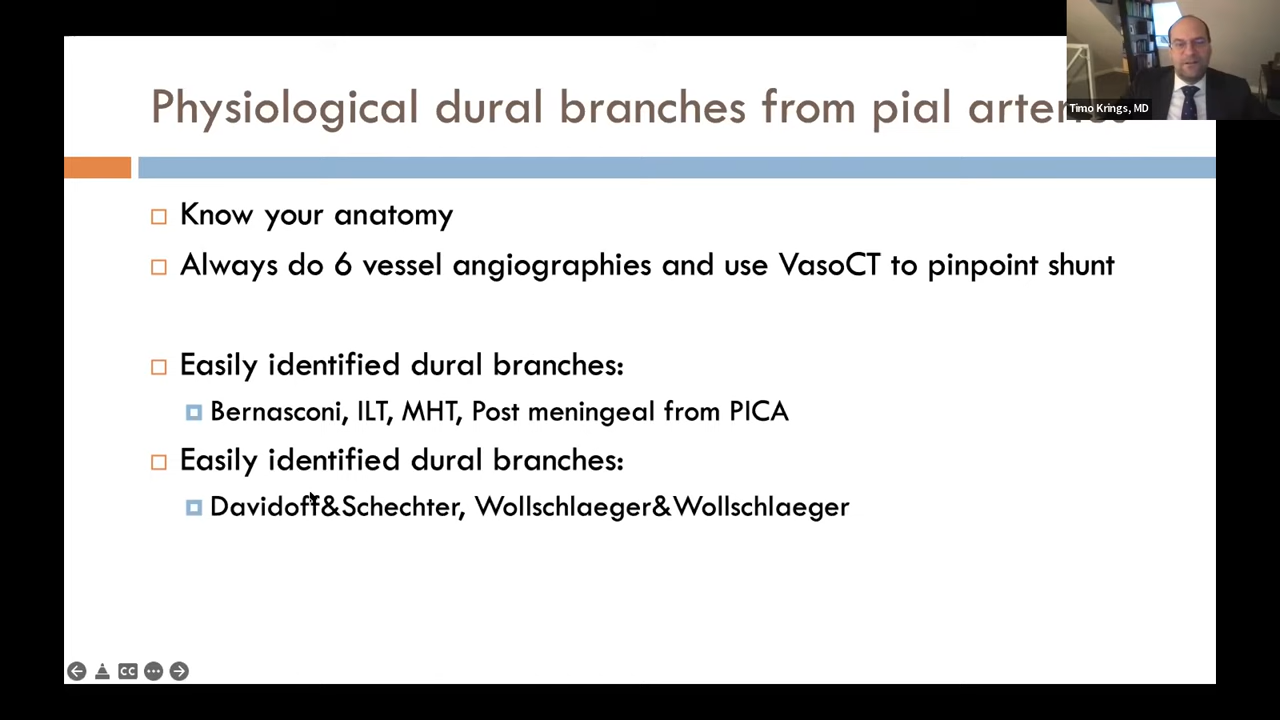 Physiological dural branches from pial arteries
Timo Krings, MD
Know your anatomy
Always do 6 vessel angiographies and use VasoCT to pinpoint shunt
Easily identified dural branches:
Bernasconi, ILT, MHT, Post meningeal from PICA
Easily identified dural branches:
Davidoff&Schechter, Wollschlaeger&Wollschlaeger
CC